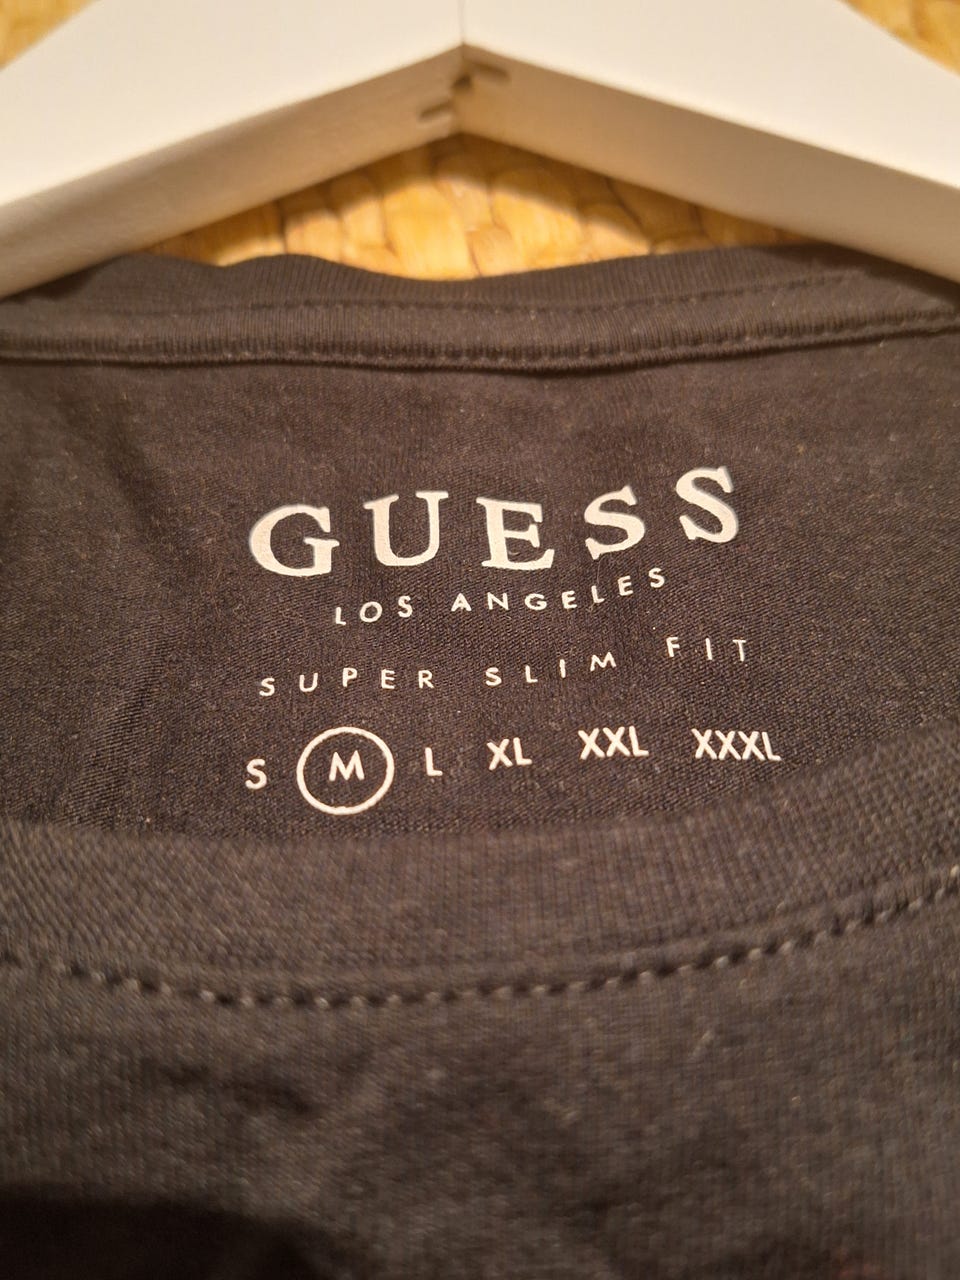 GUESS
LOS ANGELES
SUPER SLIM FIT
S M L XL XXL XXXL